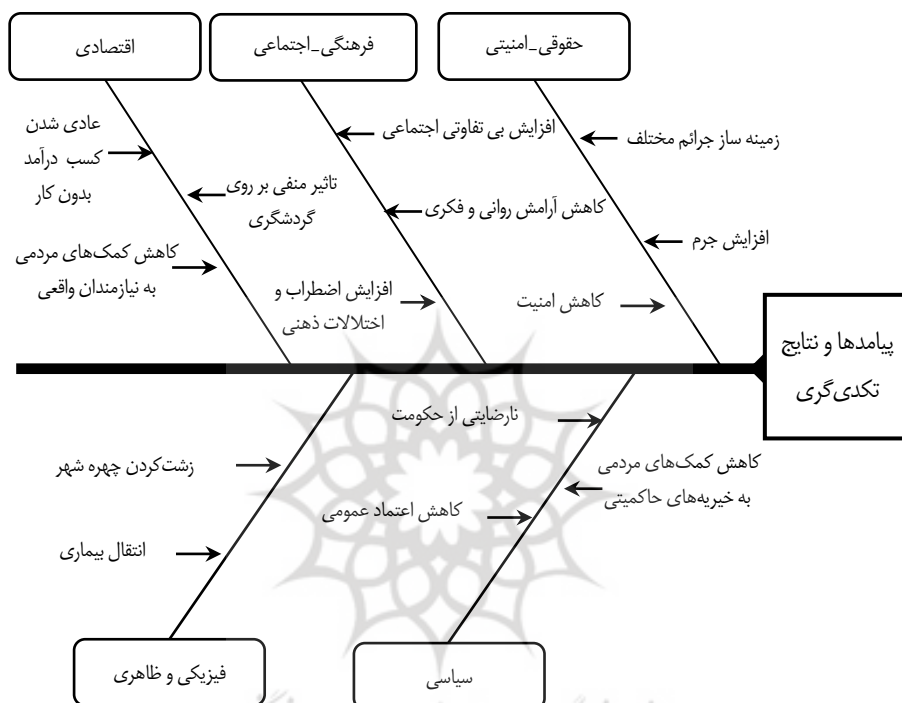 حقوقی_امنیتی
فرهنگی_اجتماعی
اقتصادی
زمینه ساز جرائم مختلف
افزایش جرم
کاهش امنیت
افزایش بی تفاوتی اجتماعی
کاهش آرامش روانی و فکری
افزایش اضطراب و
اختلالات ذهنی
عادی شدن
کسب درآمد
بدون کار
تاثیر منفی بر روی
گردشگری
کاهش کمک‌های مردمی
به نیازمندان واقعی
پیامدها و نتایج
تکدی‌گری
نارضایتی از حکومت
کاهش کمک‌های مردمی
به خیریه‌های حاکمیتی
کاهش اعتماد عمومی
زشت‌کردن چهره شهر
انتقال بیماری
سیاسی
فیزیکی و ظاهری